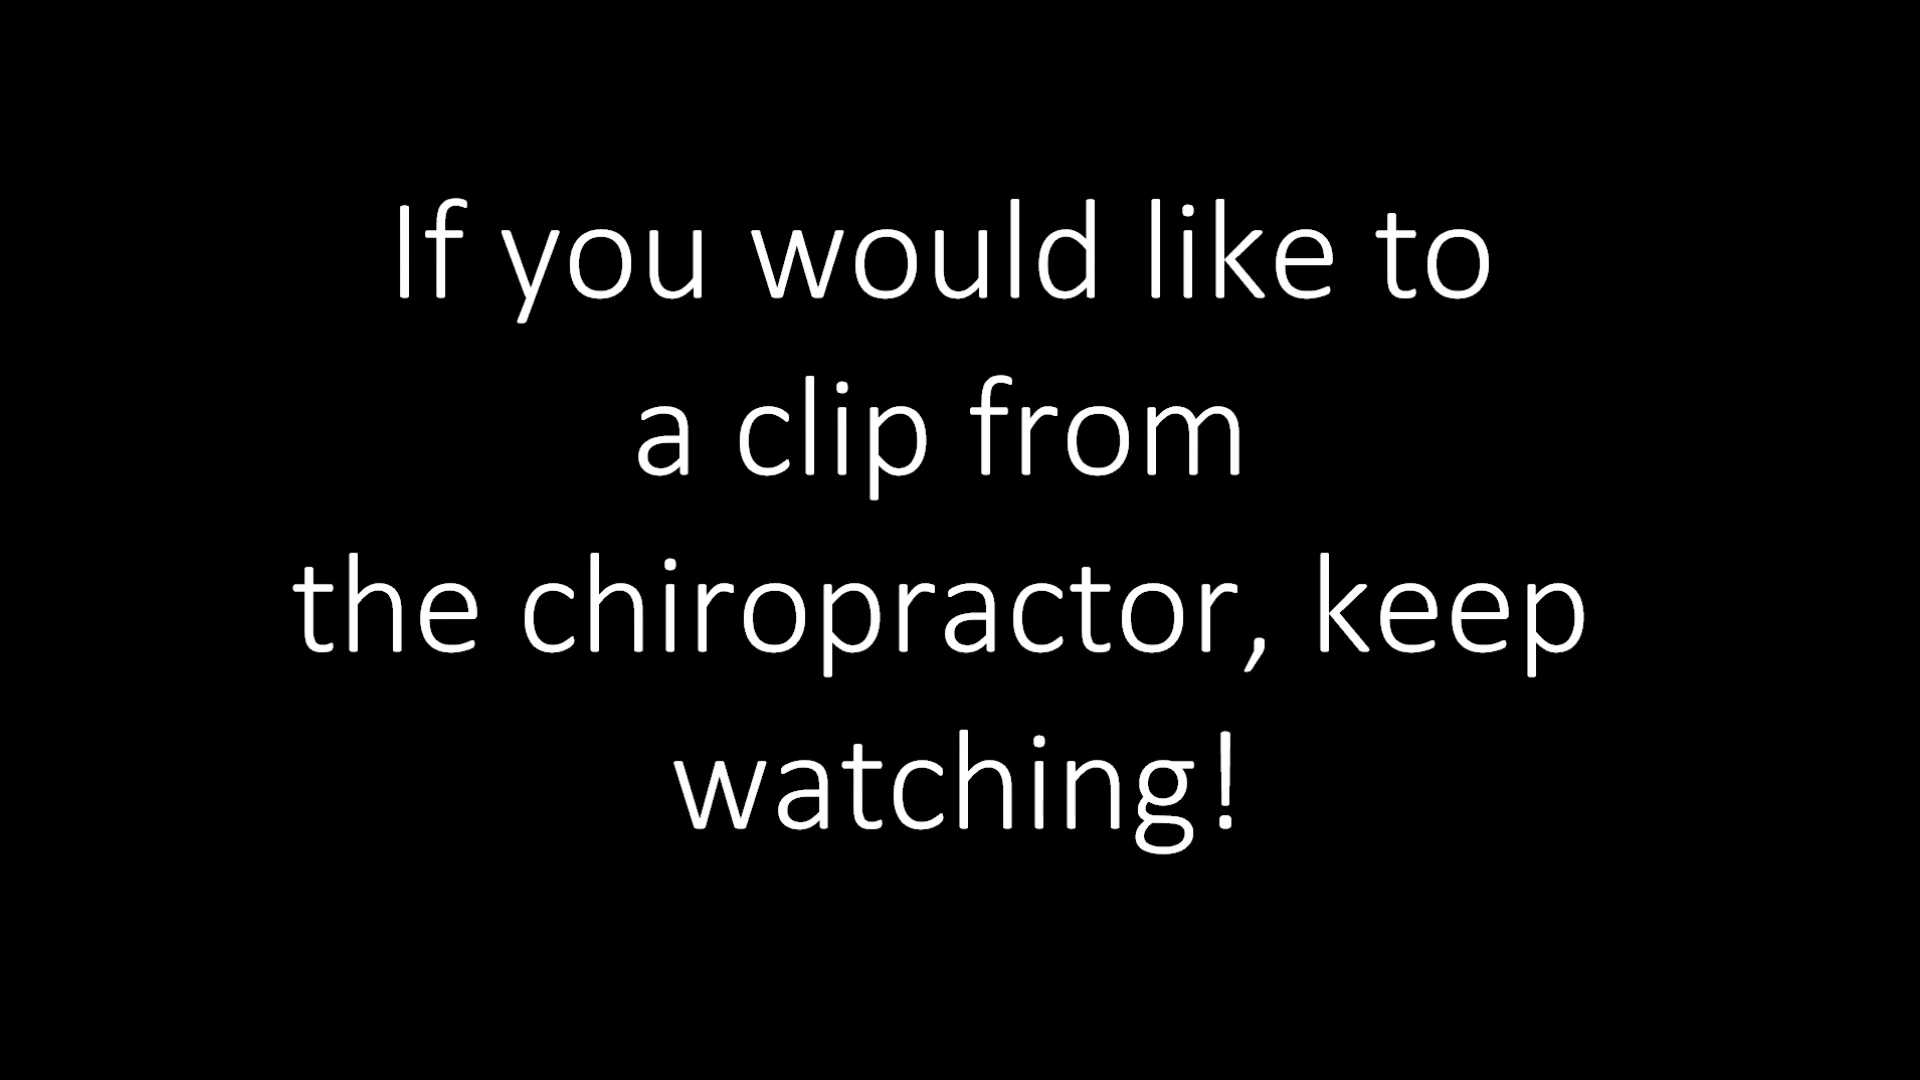 If you would like to
a clip from
the chiropractor, keep
watching!